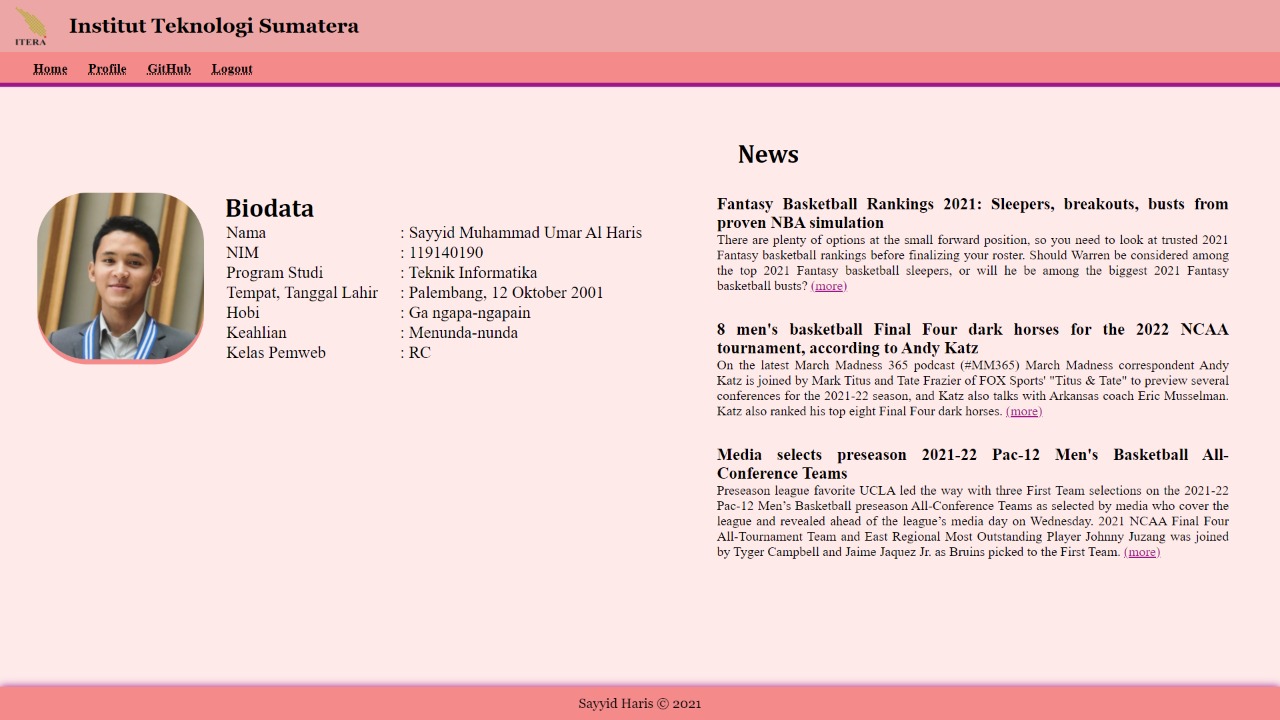 ITERA
Institut Teknologi Sumatera
Home Profile GitHub Logout
Biodata
Nama : Sayyid Muhammad Umar Al Haris
NIM : 119140190
Program Studi : Teknik Informatika
Tempat, Tanggal Lahir : Palembang, 12 Oktober 2001
Hobi : Ga ngapa-ngapain
Keahlian : Menunda-nunda
Kelas Pemweb : RC
News
Fantasy Basketball Rankings 2021: Sleepers, breakouts, busts from
proven NBA simulation
There are plenty of options at the small forward position, so you need to look at trusted 2021
Fantasy basketball rankings before finalizing your roster. Should Warren be considered among
the top 2021 Fantasy basketball sleepers, or will he be among the biggest 2021 Fantasy
basketball busts? (more)
8 men's basketball Final Four dark horses for the 2022 NCAA
tournament, according to Andy Katz
On the latest March Madness 365 podcast (#MM365) March Madness correspondent Andy
Katz is joined by Mark Titus and Tate Frazier of FOX Sports' "Titus & Tate" to preview several
conferences for the 2021-22 season, and Katz also talks with Arkansas coach Eric Musselman.
Katz also ranked his top eight Final Four dark horses. (more)
Media selects preseason 2021-22 Pac-12 Men's Basketball All-
Conference Teams
Preseason league favorite UCLA led the way with three First Team selections on the 2021-22
Pac-12 Men’s Basketball preseason All-Conference Teams as selected by media who cover the
league and revealed ahead of the league’s media day on Wednesday. 2021 NCAA Final Four
All-Tournament Team and East Regional Most Outstanding Player Johnny Juzang was joined
by Tyger Campbell and Jaime Jaquez Jr. as Bruins picked to the First Team. (more)
Sayyid Haris © 2021